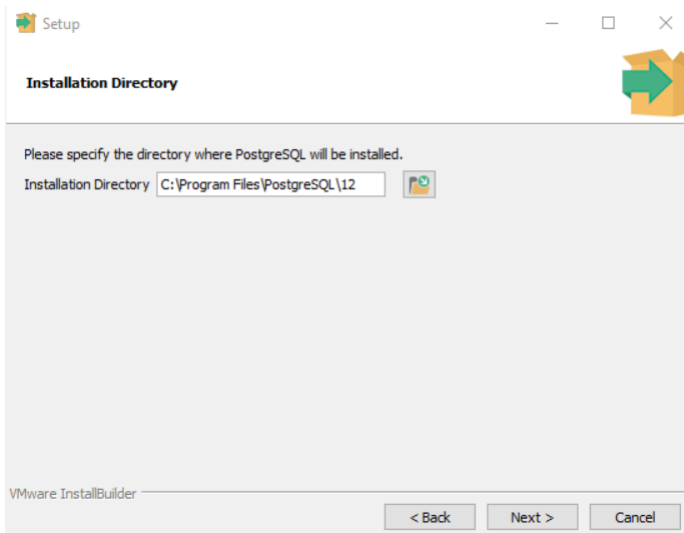 Setup
Installation Directory
Please specify the directory where PostgreSQL will be installed.
Installation Directory C:\Program Files\PostgreSQL\12
VMware InstallBuilder
< Back Next > Cancel